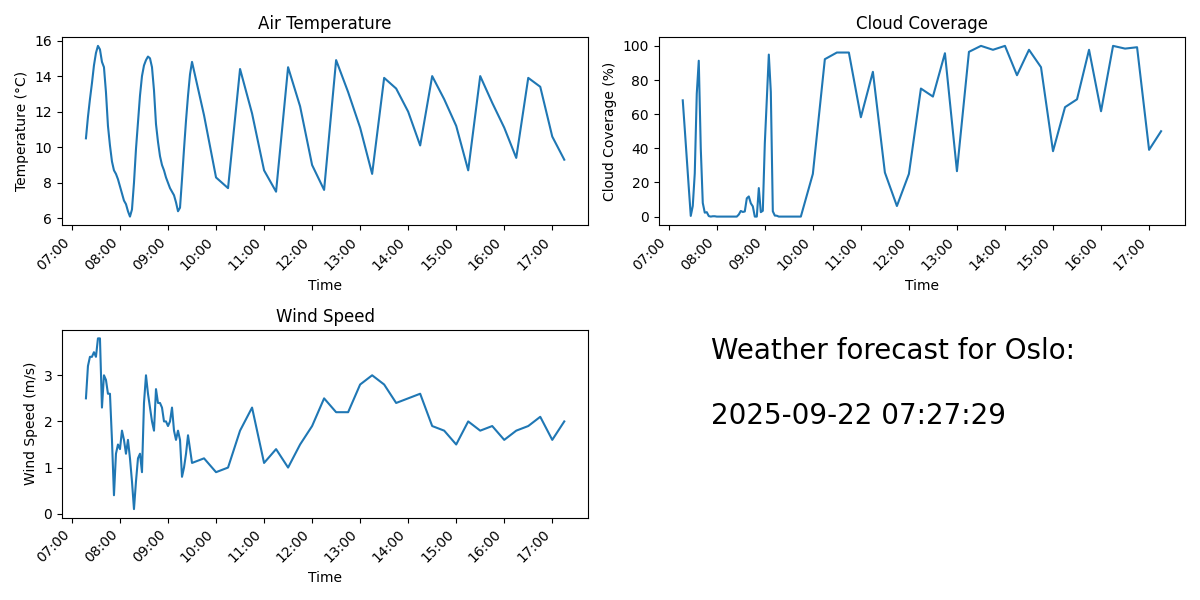 Air Temperature
Temperature (°C)
16
14
12
10
8
6
07:00 08:00 09:00 10:00 11:00 12:00 13:00 14:00 15:00 16:00 17:00
Time
Cloud Coverage
Cloud Coverage (%)
100
80
60
40
20
0
07:00 08:00 09:00 10:00 11:00 12:00 13:00 14:00 15:00 16:00 17:00
Time
Wind Speed
Wind Speed (m/s)
3
2
1
0
07:00 08:00 09:00 10:00 11:00 12:00 13:00 14:00 15:00 16:00 17:00
Time
Weather forecast for Oslo:
2025-09-22 07:27:29